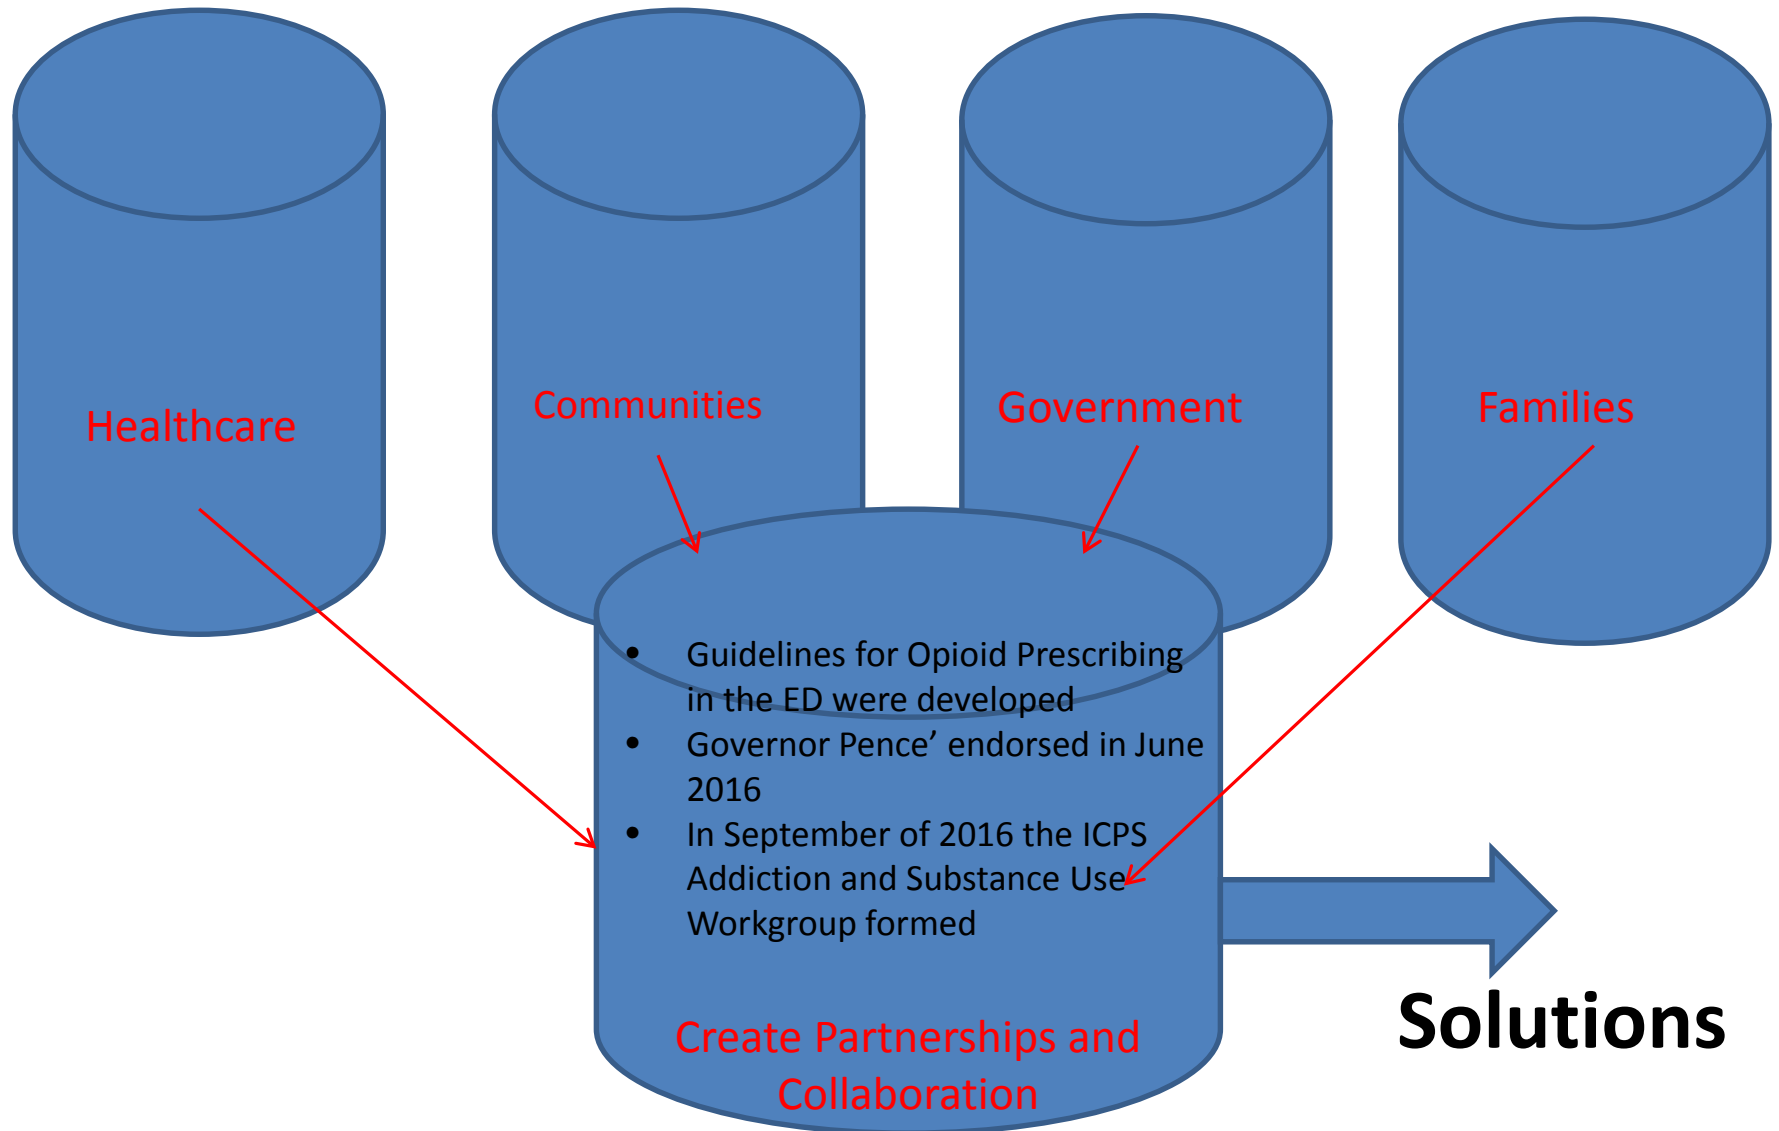 Healthcare
Communities
Government
Families
• Guidelines for Opioid Prescribing
in the ED were developed
• Governor Pence’ endorsed in June
2016
• In September of 2016 the ICPS
Addiction and Substance Use
Workgroup formed
Create Partnerships and
Collaboration
Solutions